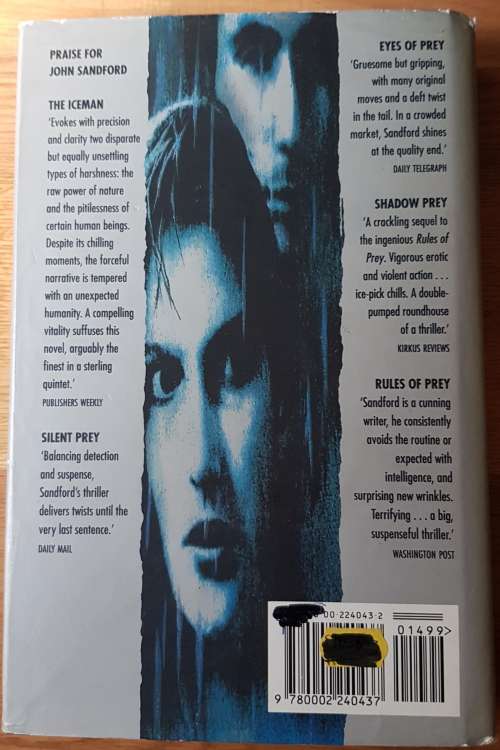 PRAISE FOR
JOHN SANDFORD
THE ICEMAN
'Evokes with precision
and clarity two disparate
but equally unsettling
types of harshness: the
raw power of nature
and the pitilessness of
certain human beings.
Despite its chilling
moments, the forceful
narrative is tempered
with an unexpected
humanity. A compelling
vitality suffuses this
novel, arguably the
finest in a sterling
quintet.'
PUBLISHERS WEEKLY
SILENT PREY
'Balancing detection
and suspense,
Sandford's thriller
delivers twists until the
very last sentence.'
DAILY MAIL
EYES OF PREY
'Gruesome but gripping,
with many original
moves and a deft twist
in the tail. In a crowded
market, Sandford shines
at the quality end.'
DAILY TELEGRAPH
SHADOW PREY
'A crackling sequel to
the ingenious Rules of
Prey. Vigorous erotic
and violent action . . .
ice-pick chills. A double-
pumped roundhouse
of a thriller.'
KIRKUS REVIEWS
RULES OF PREY
'Sandford is a cunning
writer, he consistently
avoids the routine or
expected with
intelligence, and
surprising new wrinkles.
Terrifying . . . a big,
suspenseful thriller.'
WASHINGTON POST
00-224043-2
01499>
9 780002 240437